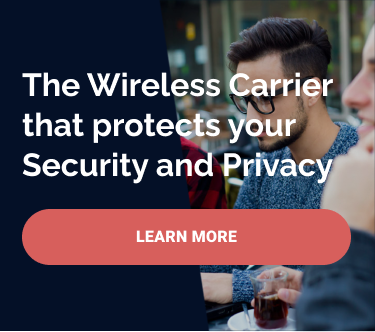 The Wireless Carrier
that protects your
Security and Privacy
LEARN MORE